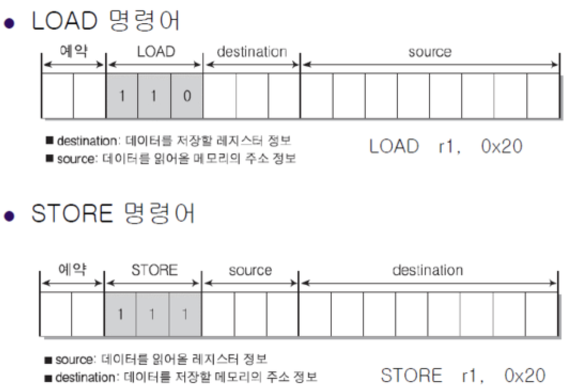 • LOAD 명령어
예약 LOAD destination source
1 1 0
■ destination: 데이터를 저장할 레지스터 정보
■ source: 데이터를 읽어올 메모리의 주소 정보
LOAD r1, 0x20
• STORE 명령어
예약 STORE source destination
1 1 1
■ source: 데이터를 읽어올 레지스터 정보
■ destination: 데이터를 저장할 메모리의 주소 정보
STORE r1, 0x20